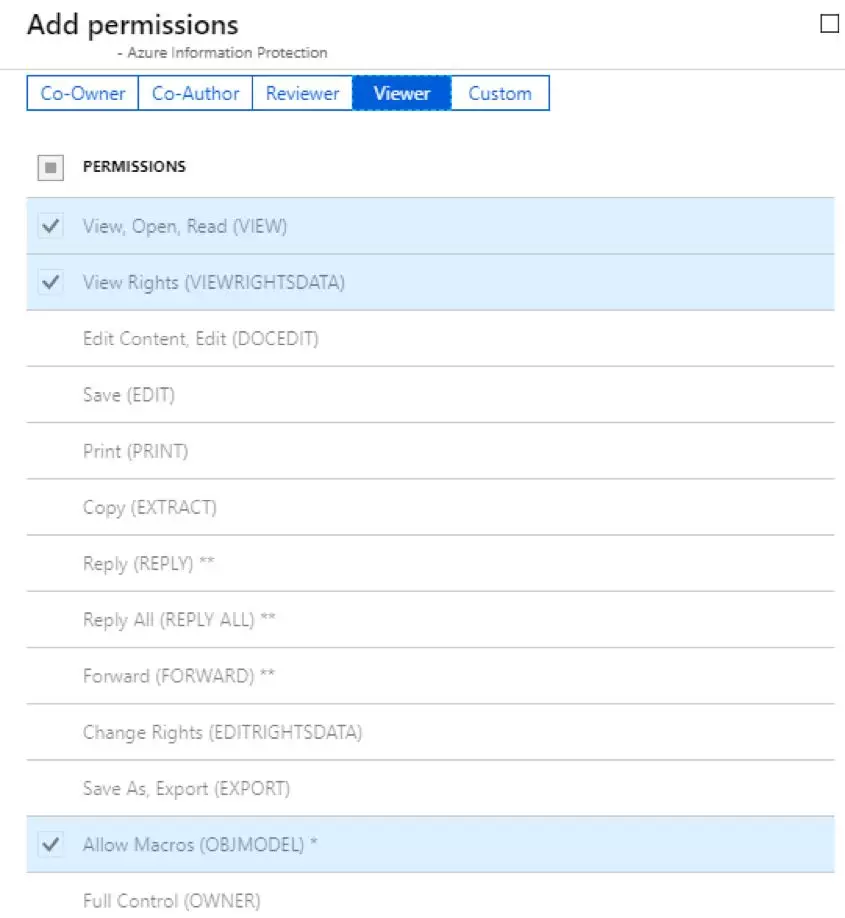 Add permissions
- Azure Information Protection
Co-Owner Co-Author Reviewer Viewer Custom
PERMISSIONS
View, Open, Read (VIEW)
View Rights (VIEWRIGHTSDATA)
Edit Content, Edit (DOCEDIT)
Save (EDIT)
Print (PRINT)
Copy (EXTRACT)
Reply (REPLY) **
Reply All (REPLY ALL) **
Forward (FORWARD) **
Change Rights (EDITRIGHTSDATA)
Save As, Export (EXPORT)
Allow Macros (OBJMODEL) *
Full Control (OWNER)